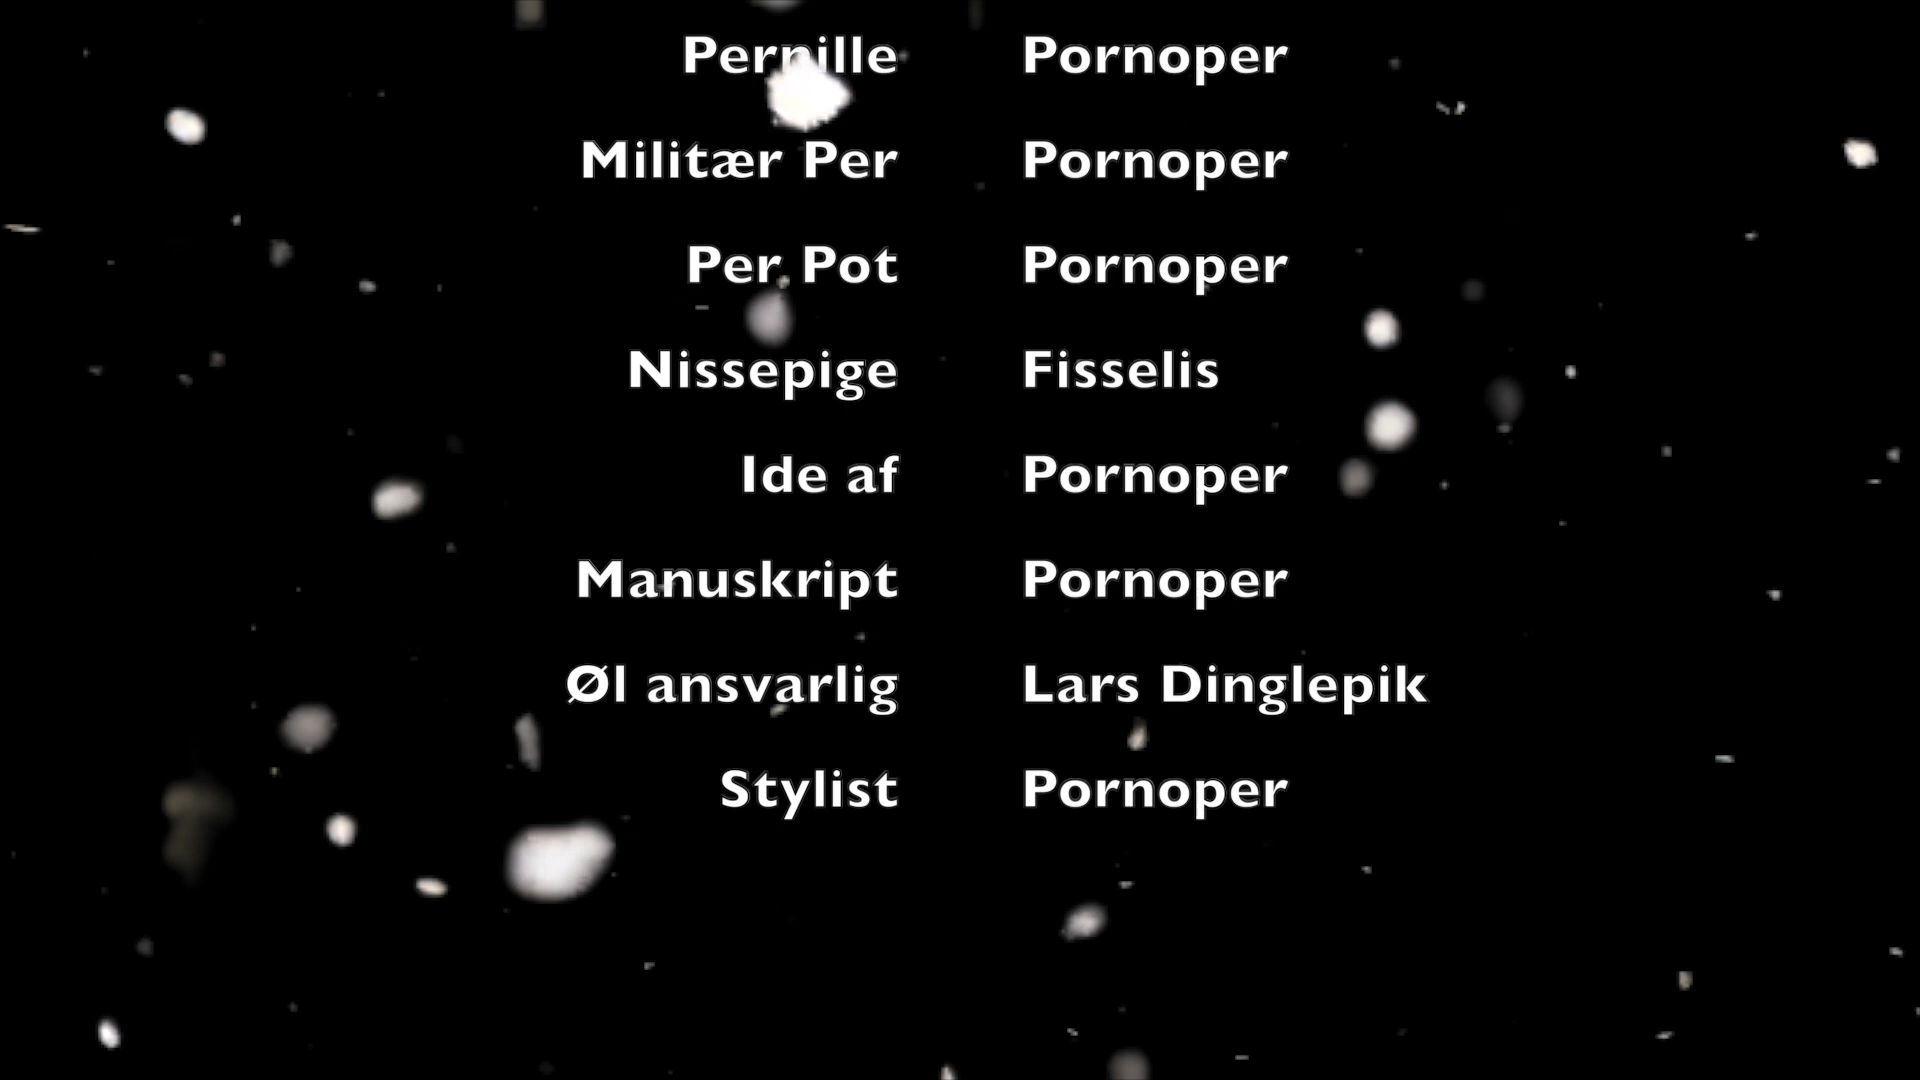 Pernille Pornoper
Militær Per Pornoper
Per Pot Pornoper
Nissepige Fisselis
Ide af Pornoper
Manuskript Pornoper
Øl ansvarlig Lars Dinglepik
Stylist Pornoper